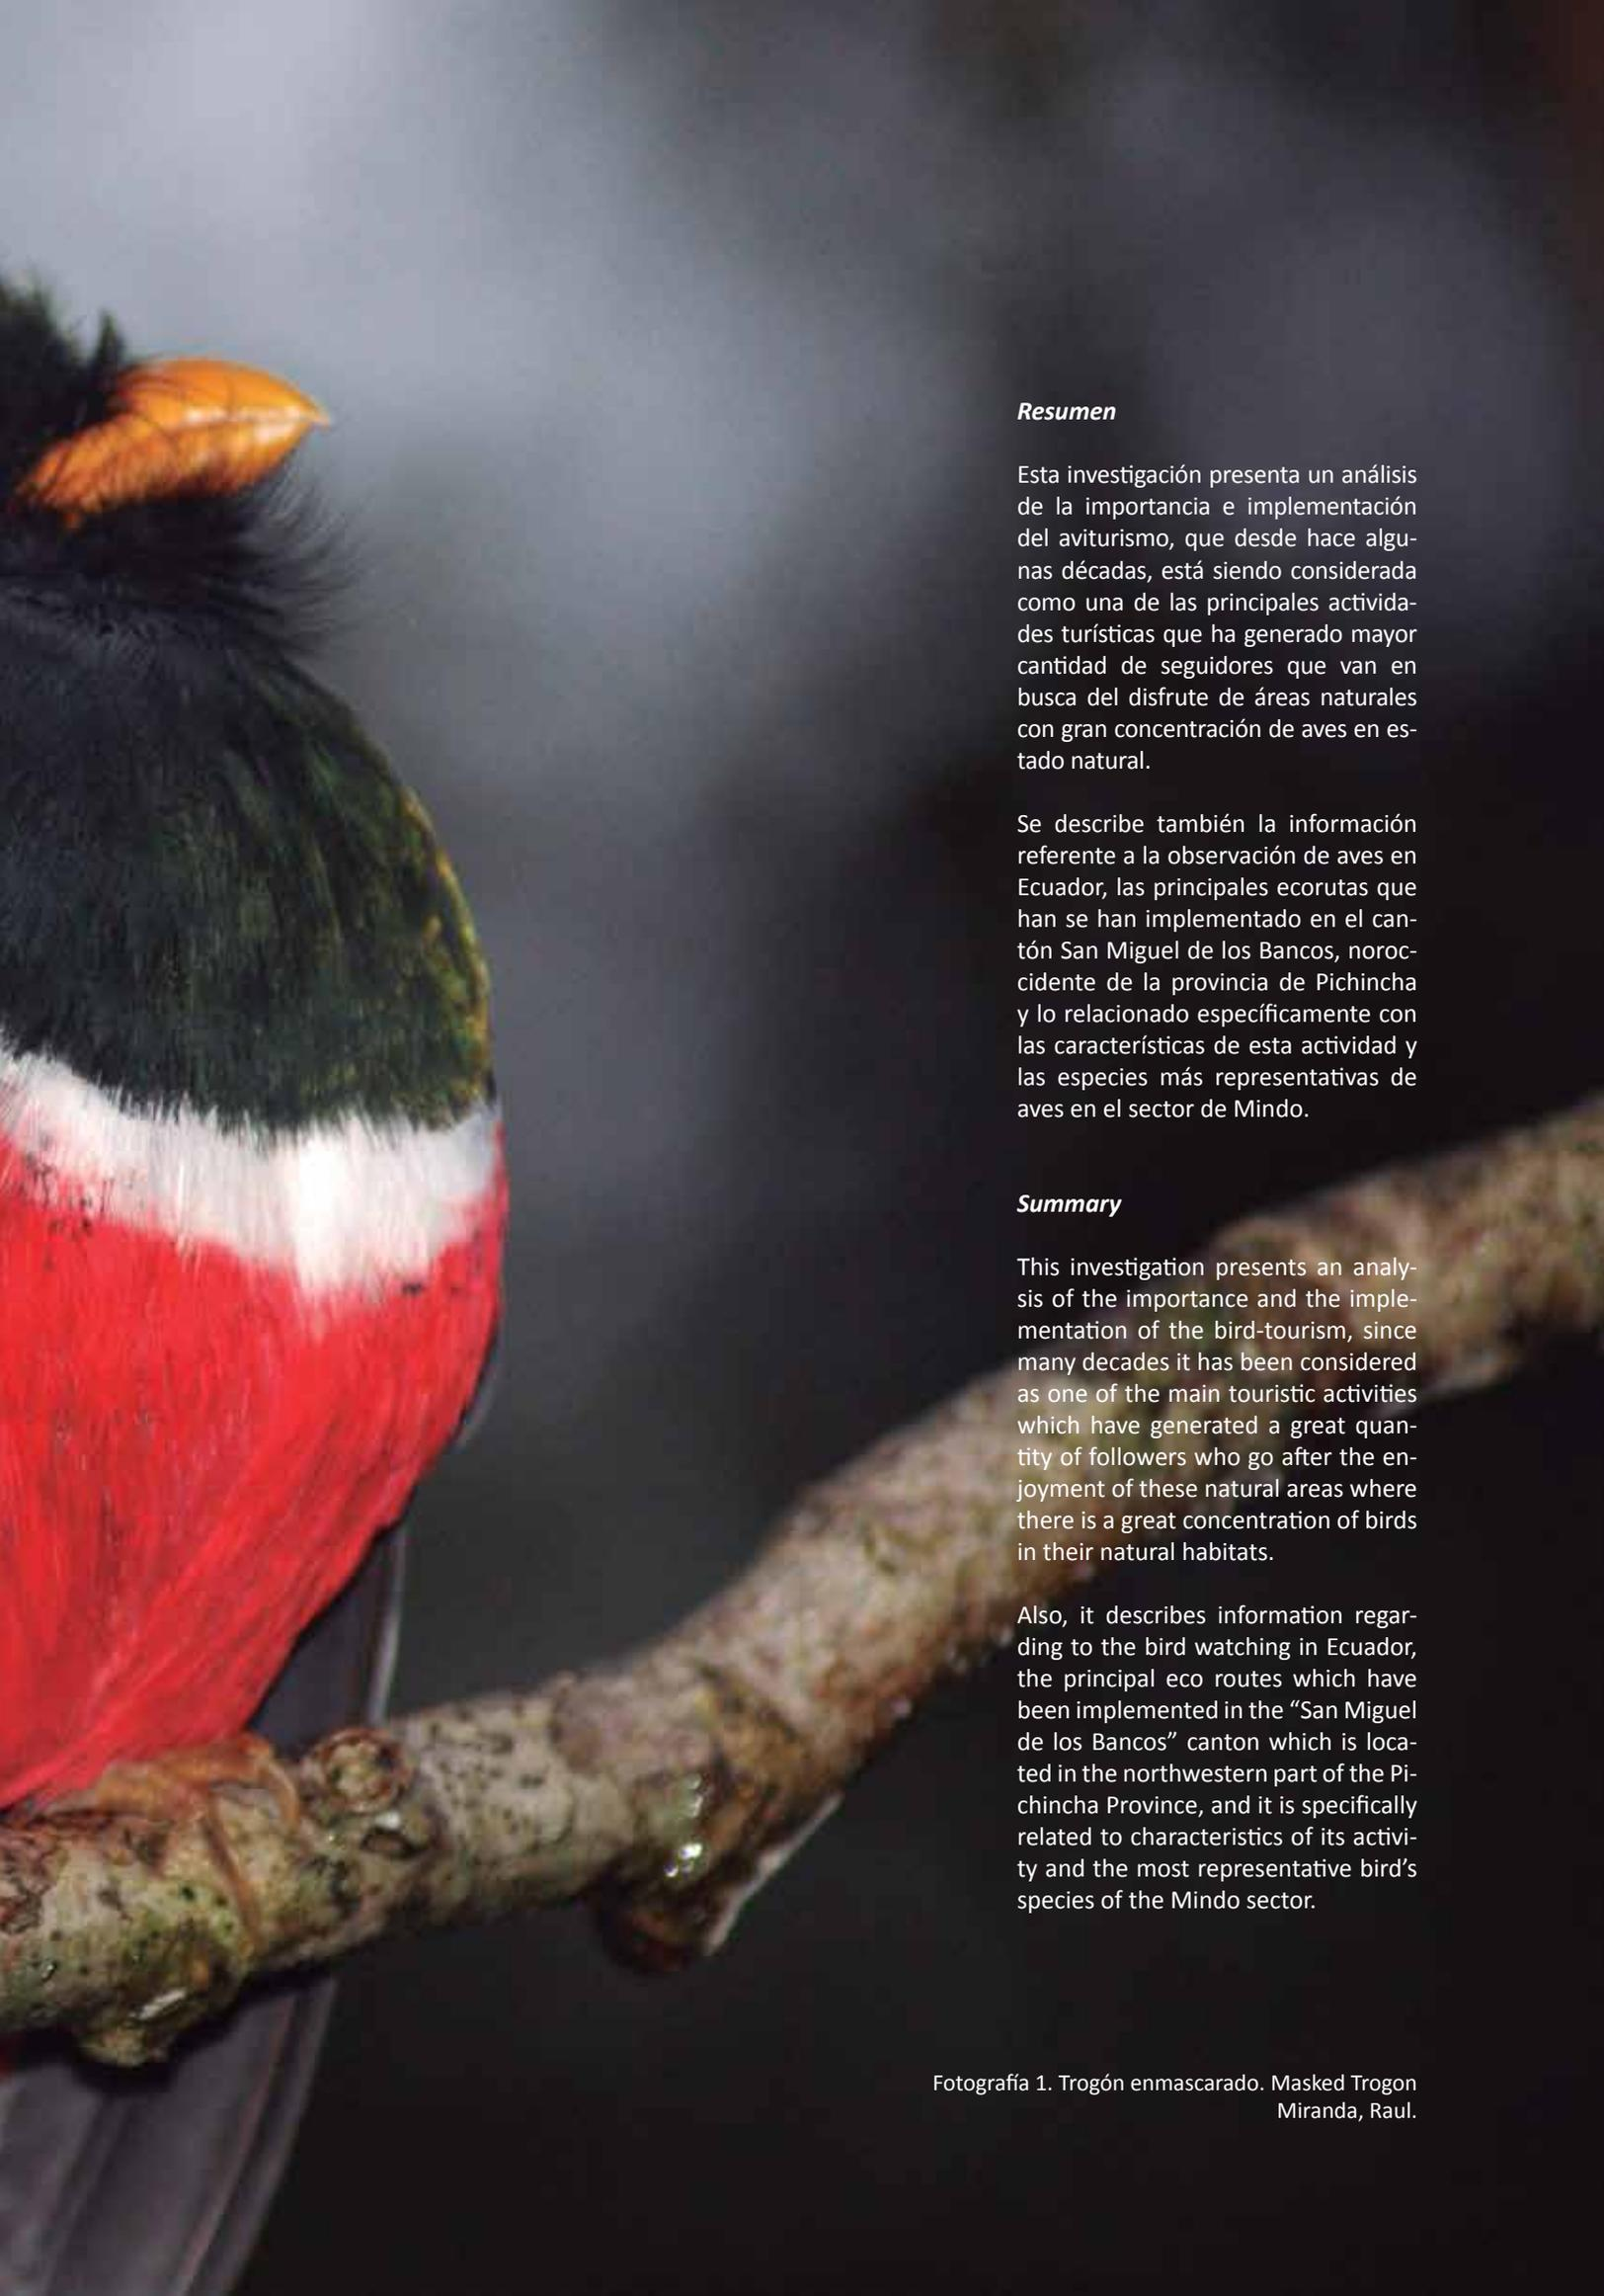 Resumen
Esta investigación presenta un análisis
de la importancia e implementación
del aviturismo, que desde hace algu-
nas décadas, está siendo considerada
como una de las principales activida-
des turísticas que ha generado mayor
cantidad de seguidores que van en
busca del disfrute de áreas naturales
con gran concentración de aves en es-
tado natural.
Se describe también la información
referente a la observación de aves en
Ecuador, las principales ecorutas que
han se han implementado en el can-
tón San Miguel de los Bancos, noroc-
cidente de la provincia de Pichincha
y lo relacionado específicamente con
las características de esta actividad y
las especies más representativas de
aves en el sector de Mindo.
Summary
This investigation presents an analy-
sis of the importance and the imple-
mentation of the bird-tourism, since
many decades it has been considered
as one of the main touristic activities
which have generated a great quan-
tity of followers who go after the en-
joyment of these natural areas where
there is a great concentration of birds
in their natural habitats.
Also, it describes information regar-
ding to the bird watching in Ecuador,
the principal eco routes which have
been implemented in the “San Miguel
de los Bancos” canton which is loca-
ted in the northwestern part of the Pi-
chincha Province, and it is specifically
related to characteristics of its activi-
ty and the most representative bird’s
species of the Mindo sector.
Fotografía 1. Trogón enmascarado. Masked Trogon
Miranda, Raul.